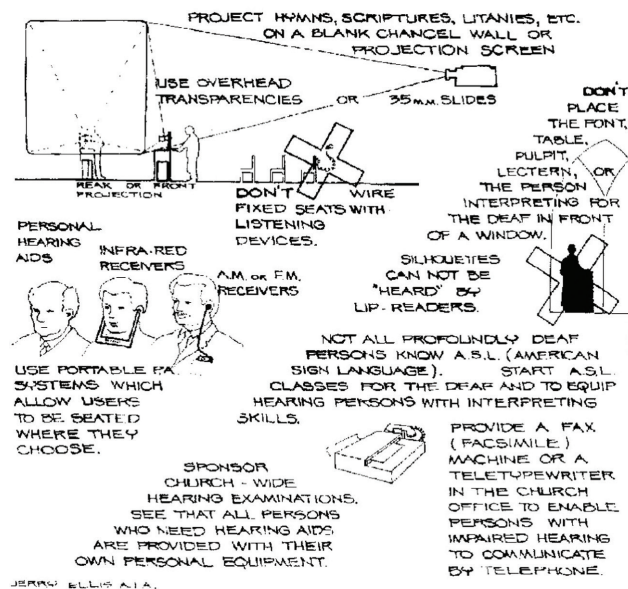 PROJECT HYMNS, SCRIPTURES, LITANIES, ETC.
ON A BLANK CHANCEL WALL OR
PROJECTION SCREEN
USE OVERHEAD
TRANSPARENCIES OR 35 M.M. SLIDES
REAR OR FRONT
PROJECTION
DON'T WIRE
FIXED SEATS WITH
LISTENING
DEVICES.
DON'T
PLACE
THE FONT,
TABLE,
PULPIT,
LECTERN, OR
THE PERSON
INTERPRETING FOR
THE DEAF IN FRONT
OF A WINDOW.
SILHOUETTES
CAN NOT BE
"HEARD" BY
LIP-READERS.
PERSONAL
HEARING
AIDS
INFRA-RED
RECEIVERS
A.M. OR F.M.
RECEIVERS
USE PORTABLE PA
SYSTEMS WHICH
ALLOW USERS
TO BE SEATED
WHERE THEY
CHOOSE.
NOT ALL PROFOUNDLY DEAF
PERSONS KNOW A.S.L. (AMERICAN
SIGN LANGUAGE). START A.S.L.
CLASSES FOR THE DEAF AND TO EQUIP
HEARING PERSONS WITH INTERPRETING
SKILLS.
SPONSOR
CHURCH-WIDE
HEARING EXAMINATIONS.
SEE THAT ALL PERSONS
WHO NEED HEARING AIDS
ARE PROVIDED WITH THEIR
OWN PERSONAL EQUIPMENT.
PROVIDE A FAX
(FACSIMILE)
MACHINE OR A
TELETYPEWRITER
IN THE CHURCH
OFFICE TO ENABLE
PERSONS WITH
IMPAIRED HEARING
TO COMMUNICATE
BY TELEPHONE.
JERRY ELLIS A.I.A.